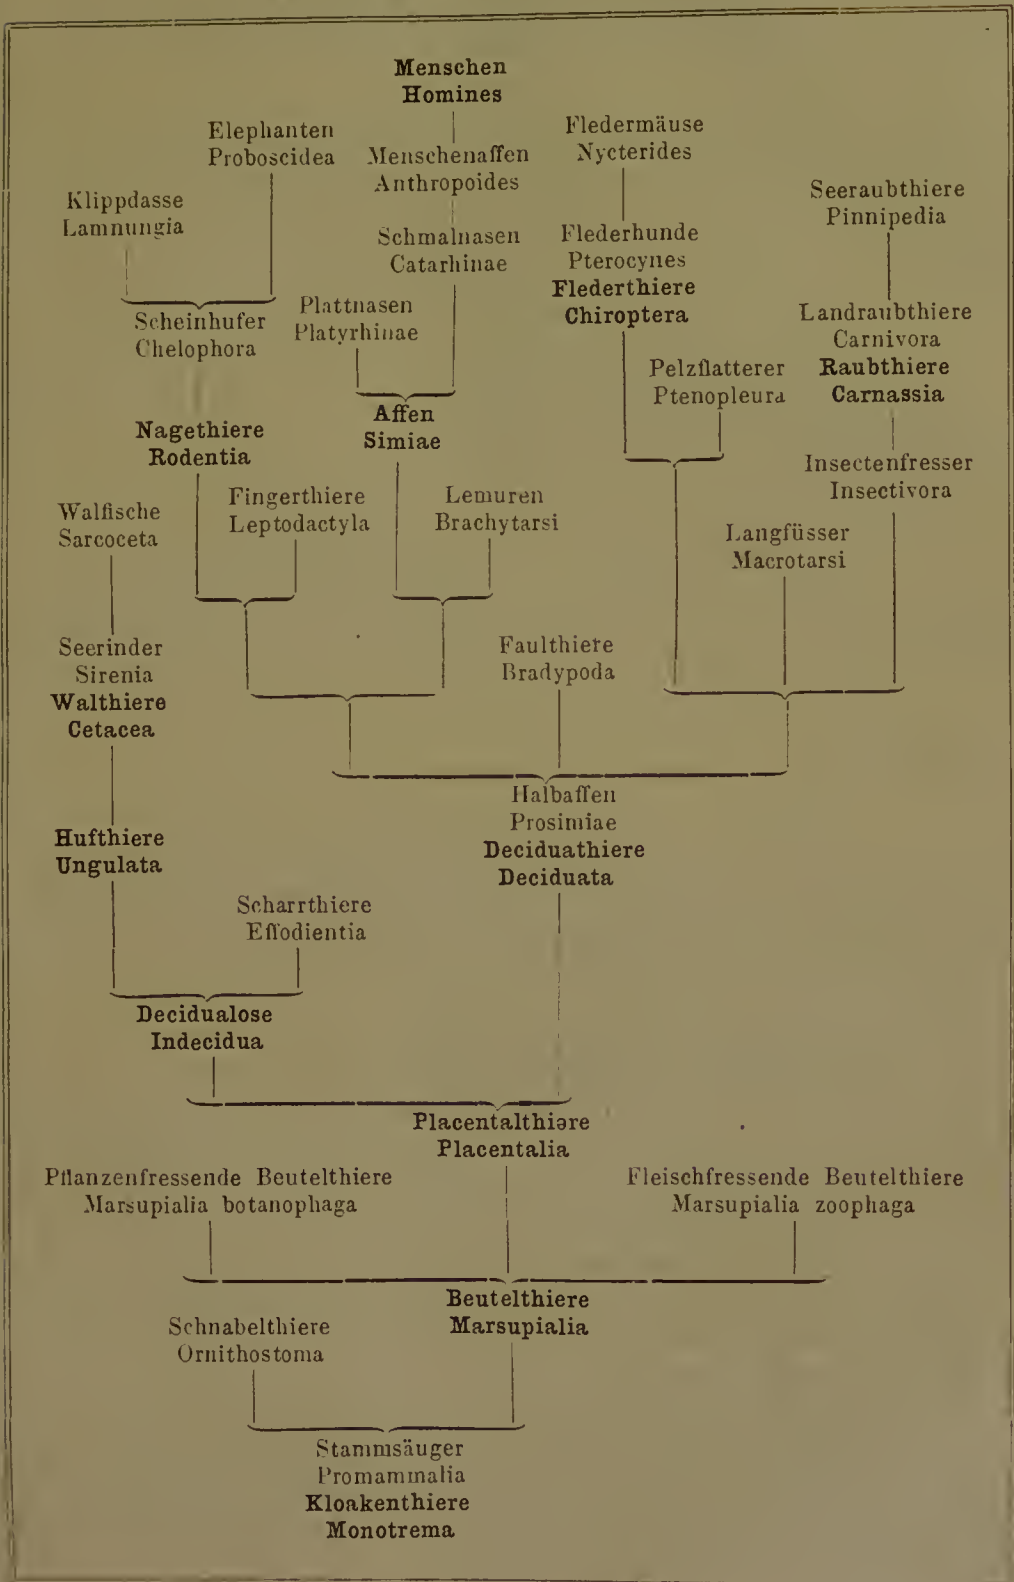 Menschen
Homines
Elephanten
Proboscidea
Menschenaffen
Anthropoides
Fledermäuse
Nycterides
Klippdasse
Lamnungia
Schmalnasen
Catarhinae
Flederhunde
Pterocynes
Flederthiere
Chiroptera
Seeraubthiere
Pinnipedia
Scheinhufer
Chelophora
Plattnasen
Platyrhinae
Landraubthiere
Carnivora
Raubthiere
Carnassia
Pelzflatterer
Ptenopleura
Nagethiere
Rodentia
Affen
Simiae
Insectenfresser
Insectivora
Walfische
Sarcoceta
Fingerthiere
Leptodactyla
Lemuren
Brachytarsi
Langfüsser
Macrotarsi
Seerinder
Sirenia
Walthiere
Cetacea
Faulthiere
Bradypoda
Halbaffen
Prosimiae
Deciduathiere
Deciduata
Hufthiere
Ungulata
Scharrthiere
Effodientia
Decidualose
Indecidua
Placentalthiere
Placentalia
Pflanzenfressende Beutelthiere
Marsupialia botanophaga
Fleischfressende Beutelthiere
Marsupialia zoophaga
Beutelthiere
Marsupialia
Schnabelthiere
Ornithostoma
Stammsäuger
Promammalia
Kloakenthiere
Monotrema